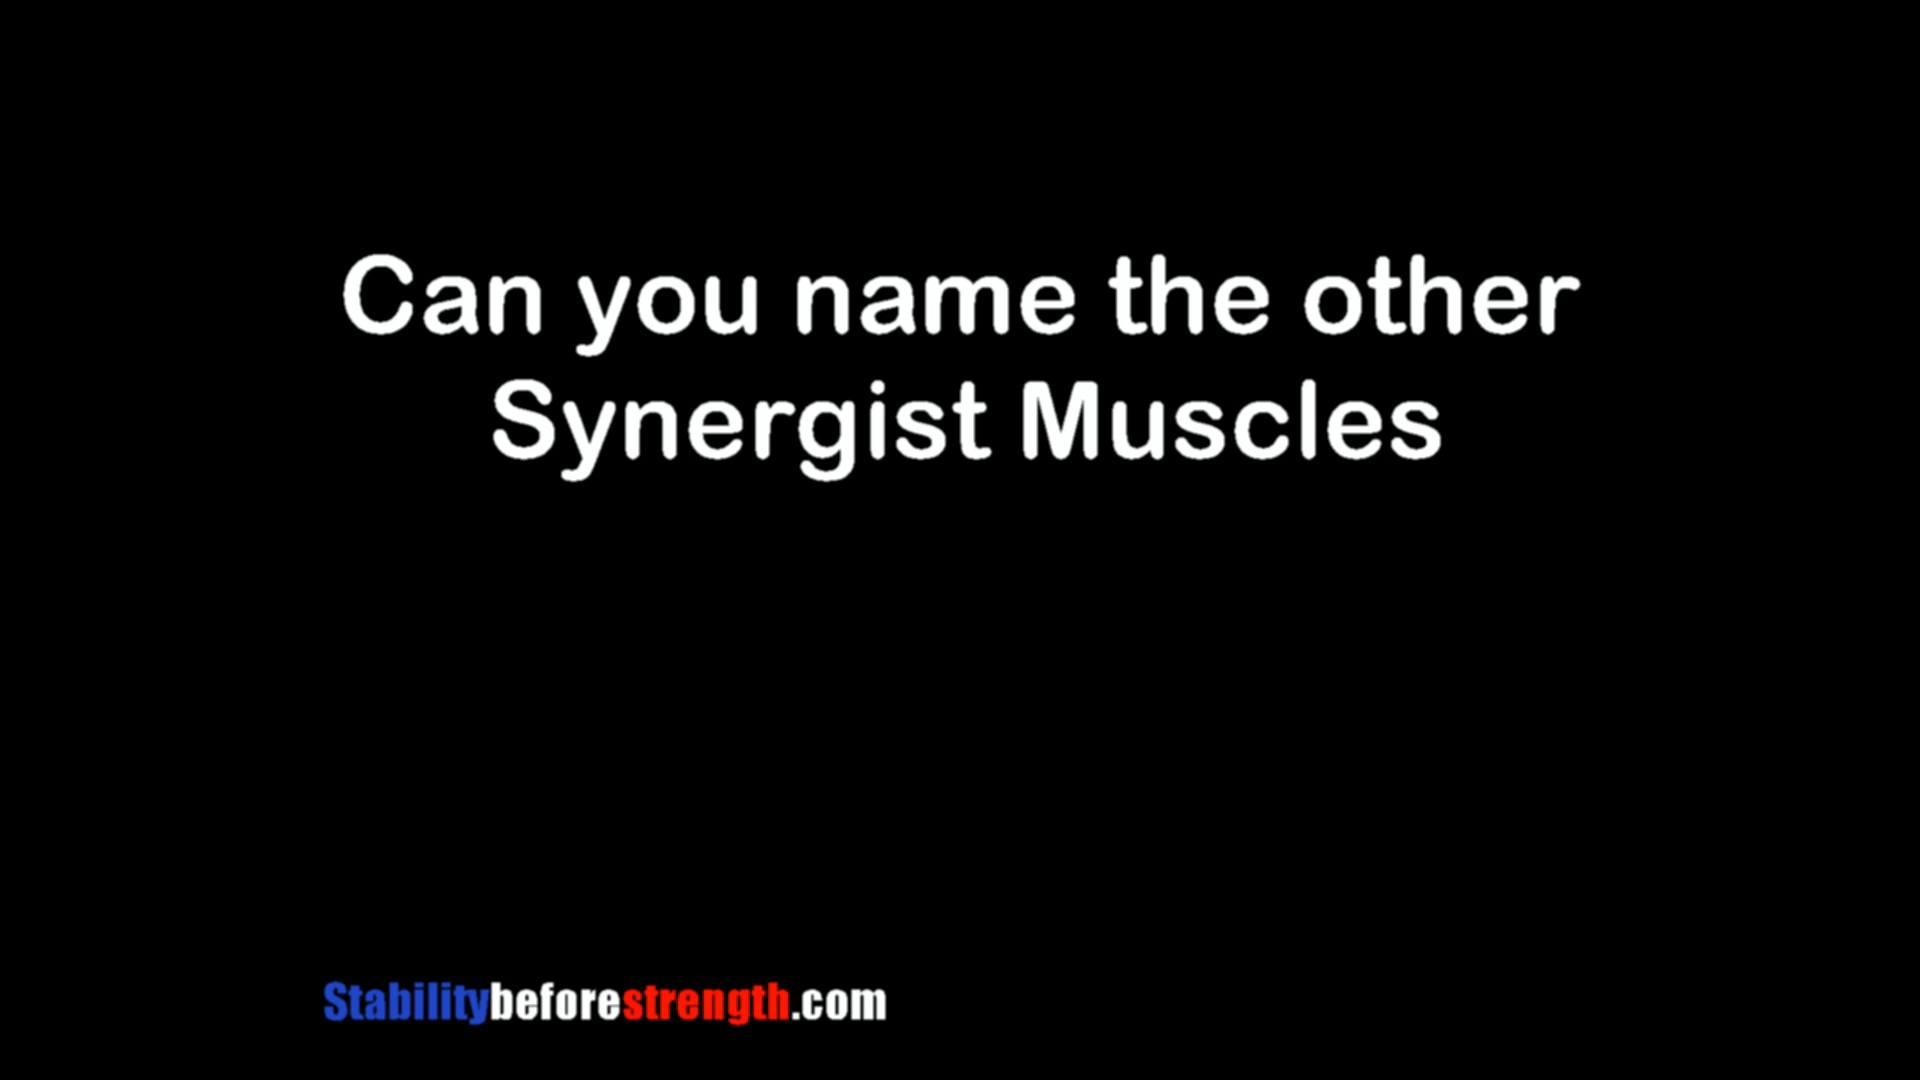 Can you name the other
Synergist Muscles
Stabilitybeforestrength.com